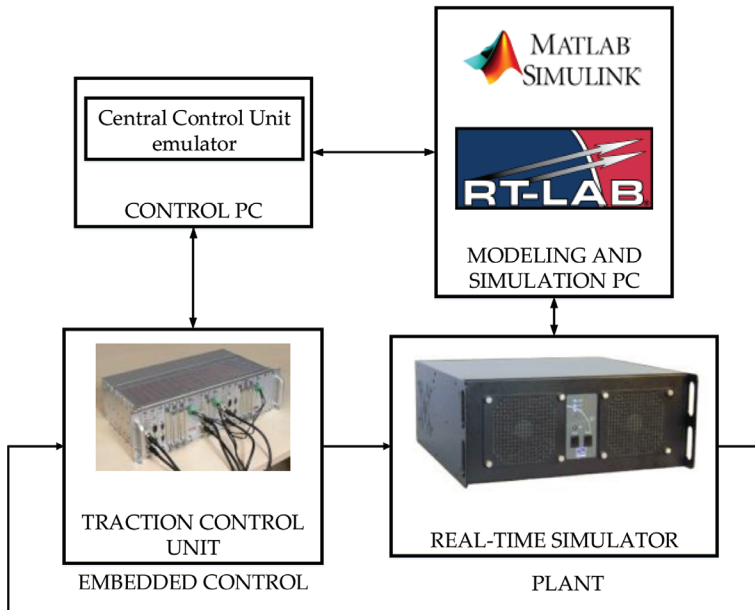 Central Control Unit
emulator
CONTROL PC
MATLAB
SIMULINK®
RT-LAB®
MODELING AND
SIMULATION PC
TRACTION CONTROL
UNIT
EMBEDDED CONTROL
REAL-TIME SIMULATOR
PLANT